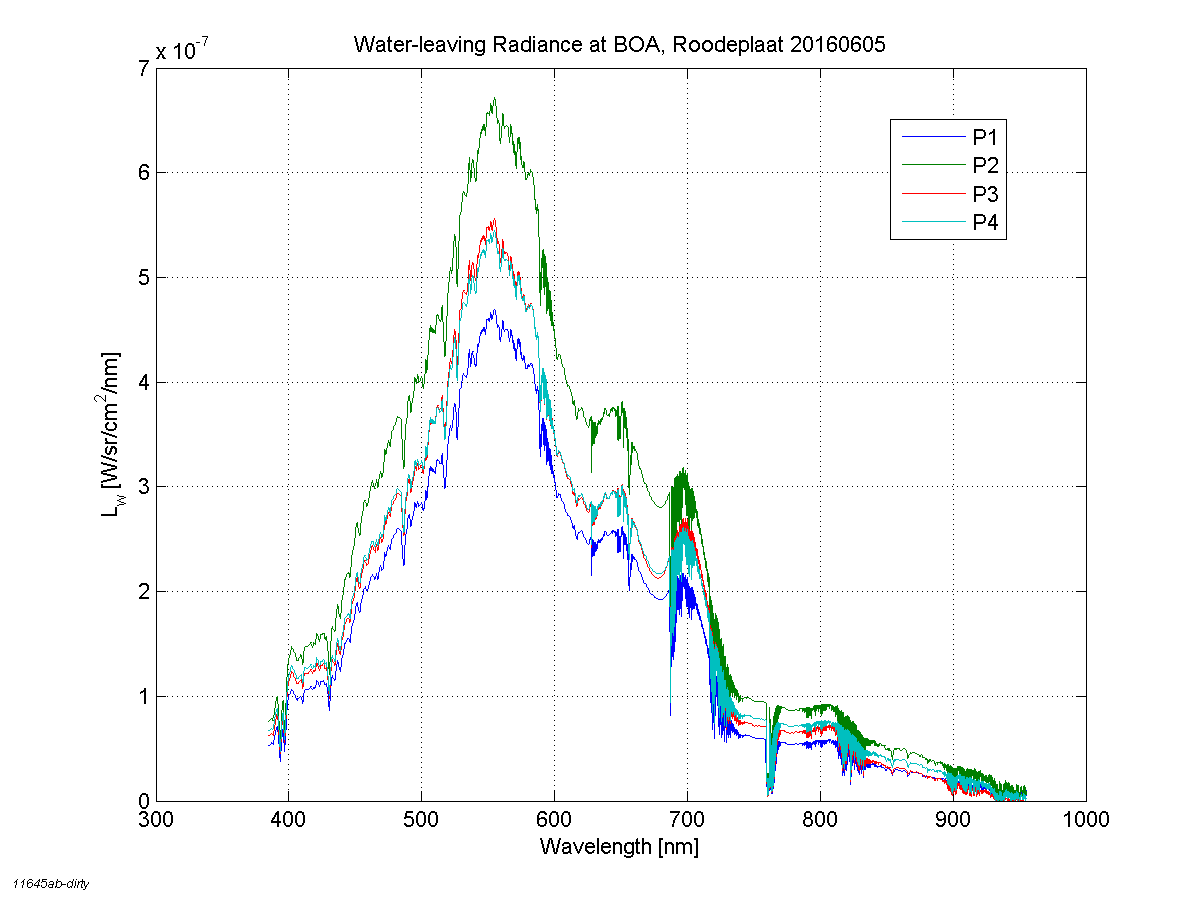 Water-leaving Radiance at BOA, Roodeplaat 20160605
x 10^-7
7
6
5
4
3
2
1
0
L_W [W/sr/cm^2/nm]
P1
P2
P3
P4
300 400 500 600 700 800 900 1000
Wavelength [nm]
11645ab-dirty